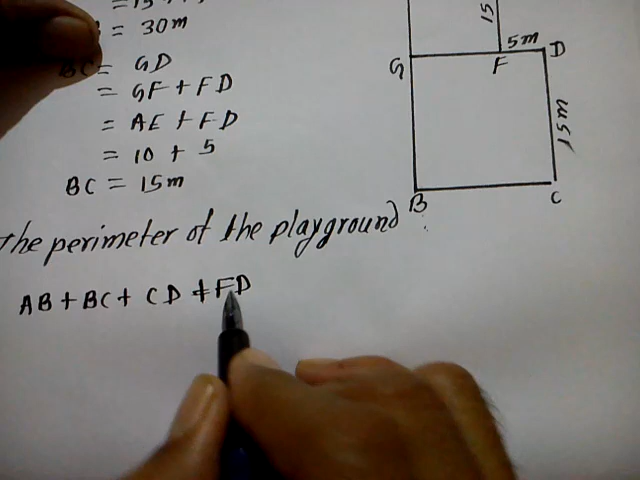 = 15
= 30m
BC = GD
= GF + FD
= AE + FD
= 10 + 5
BC = 15m
15
5m
G
F
D
15m
B
C
The perimeter of the playground :
AB + BC + CD + FD